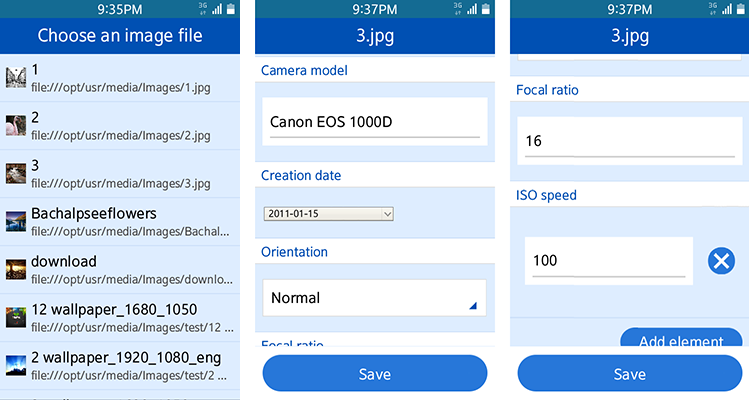 9:35PM
3G
Choose an image file
1
file:///opt/usr/media/Images/1.jpg
2
file:///opt/usr/media/Images/2.jpg
3
file:///opt/usr/media/Images/3.jpg
Bachalpseeflowers
file:///opt/usr/media/Images/Bachal...
download
file:///opt/usr/media/Images/downlo...
12 wallpaper_1680_1050
file:///opt/usr/media/Images/test/12 ...
2 wallpaper_1920_1080_eng
file:///opt/usr/media/Images/test/2 ...
9:37PM
3G
3.jpg
Camera model
Canon EOS 1000D
Creation date
2011-01-15
Orientation
Normal
Focal ratio
Save
9:37PM
3G
3.jpg
Focal ratio
16
ISO speed
100
Add element
Save